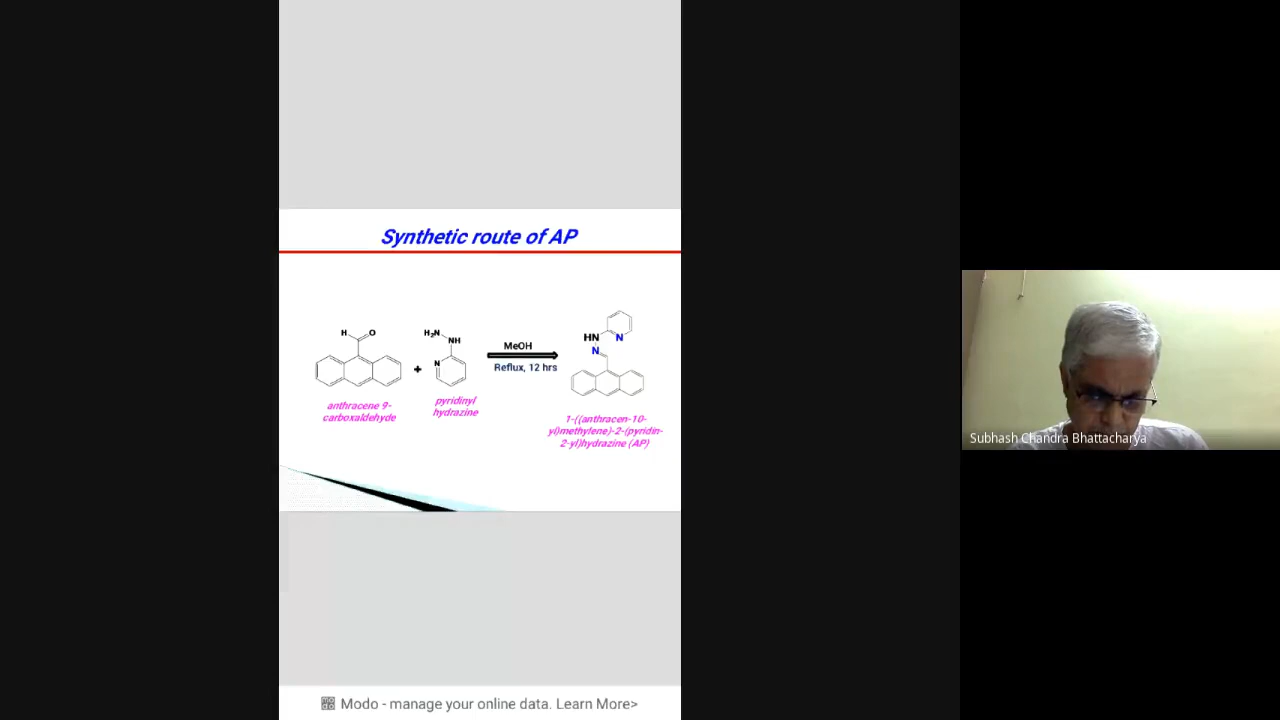 Synthetic route of AP
H
O
H₂N
NH
N
+
MeOH
Reflux, 12 hrs
HN
N
N
anthracene 9-
carboxaldehyde
pyridinyl
hydrazine
1-((anthracen-10-
yl)methylene)-2-(pyridin-
2-yl)hydrazine (AP)
Subhash Chandra Bhattacharya
Modo - manage your online data. Learn More>